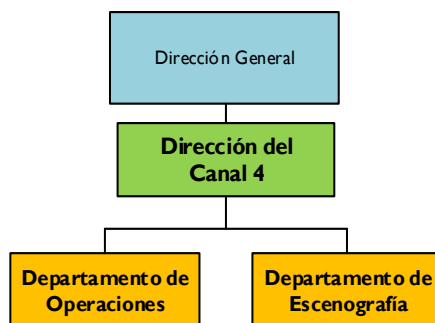 Dirección General
Dirección del
Canal 4
Departamento de
Operaciones
Departamento de
Escenografía